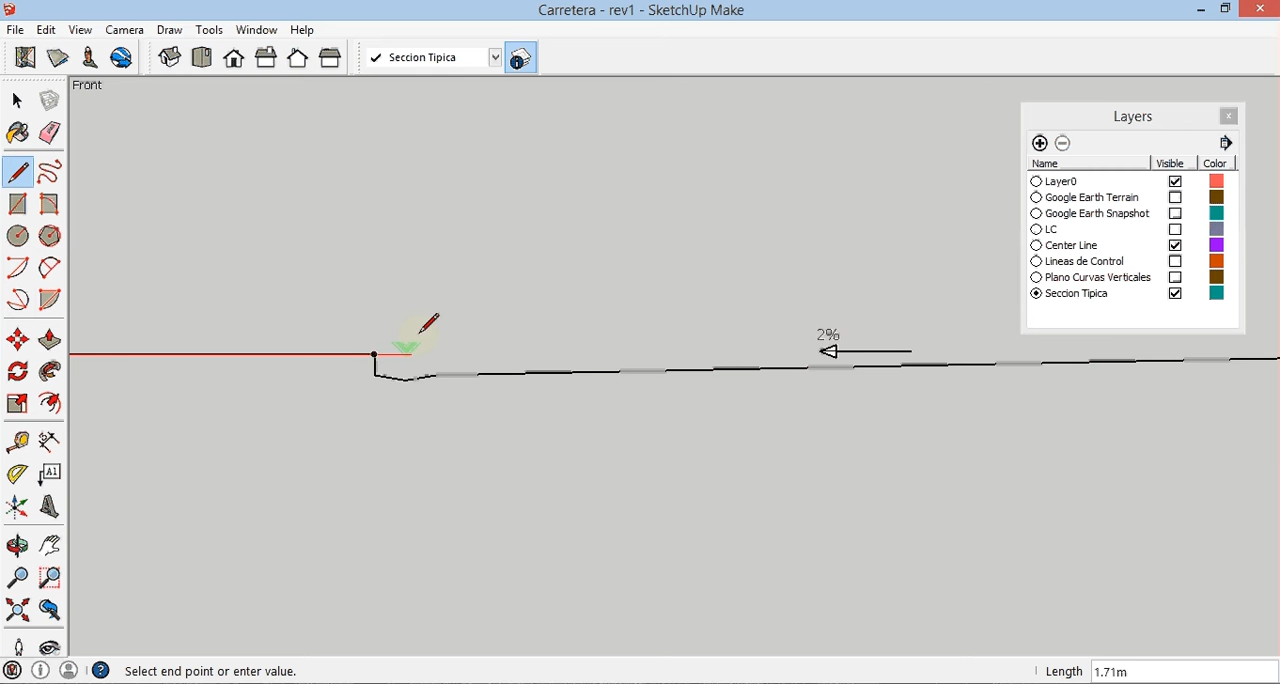 Carretera - rev1 - SketchUp Make
File Edit View Camera Draw Tools Window Help
Seccion Tipica
Front
Layers
Name Visible Color
Layer0
Google Earth Terrain
Google Earth Snapshot
LC
Center Line
Lineas de Control
Plano Curvas Verticales
Seccion Tipica
2%
A1
Select end point or enter value.
Length 1.71m